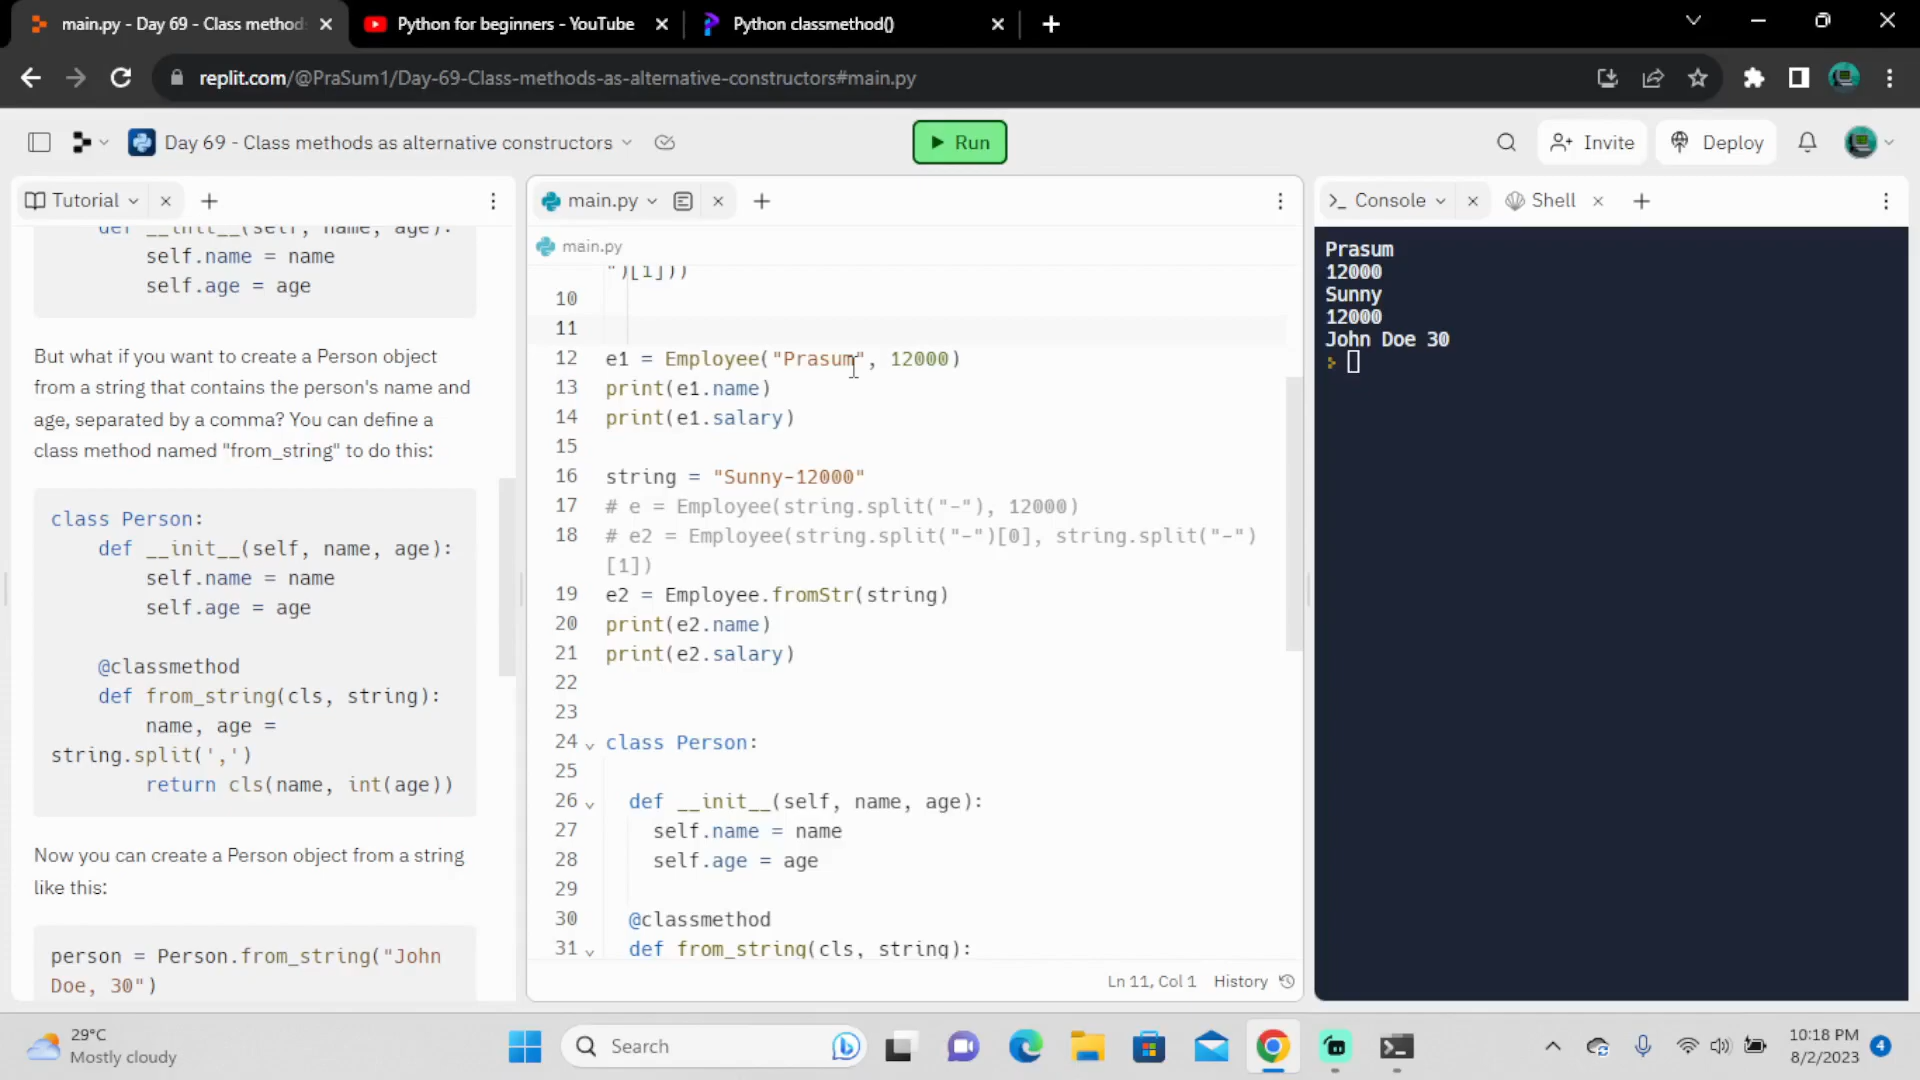 main.py - Day 69 - Class method
Python for beginners - YouTube
Python classmethod()
replit.com/@PraSum1/Day-69-Class-methods-as-alternative-constructors#main.py
Day 69 - Class methods as alternative constructors
Run
Invite
Deploy
Tutorial
def __init__(self, name, age):
self.name = name
self.age = age
But what if you want to create a Person object
from a string that contains the person's name and
age, separated by a comma? You can define a
class method named "from_string" to do this:
class Person:
def __init__(self, name, age):
self.name = name
self.age = age
@classmethod
def from_string(cls, string):
name, age =
string.split(',')
return cls(name, int(age))
Now you can create a Person object from a string
like this:
person = Person.from_string("John
Doe, 30")
main.py
main.py
")[1]))
10
11
12 e1 = Employee("Prasum", 12000)
13 print(e1.name)
14 print(e1.salary)
15
16 string = "Sunny-12000"
17 # e = Employee(string.split("-"), 12000)
18 # e2 = Employee(string.split("-")[0], string.split("-")
[1])
19 e2 = Employee.fromStr(string)
20 print(e2.name)
21 print(e2.salary)
22
23
24 class Person:
25
26 def __init__(self, name, age):
27 self.name = name
28 self.age = age
29
30 @classmethod
31 def from_string(cls, string):
Ln 11, Col 1 History
Console
Shell
Prasum
12000
Sunny
12000
John Doe 30
29°C
Mostly cloudy
Search
10:18 PM
8/2/2023
4